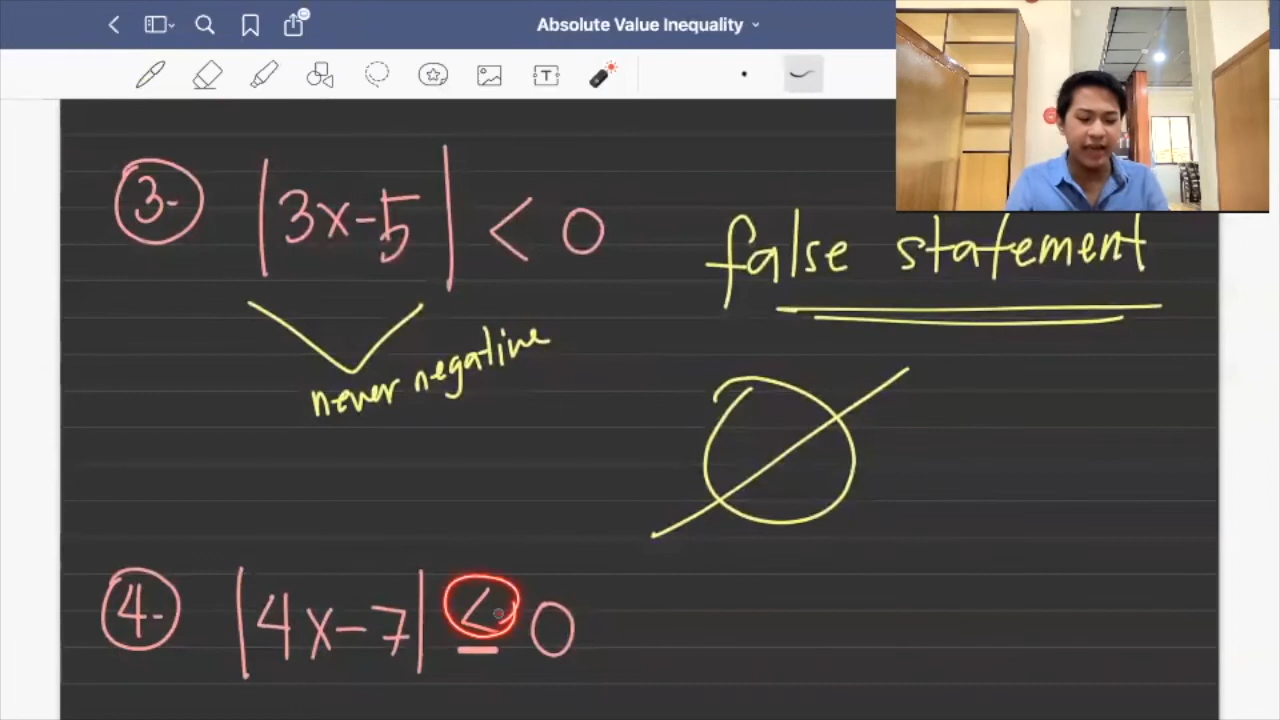 Absolute Value Inequality
3. |3x-5| < 0
false statement
never negative
∅
4. |4x-7| ≤ 0